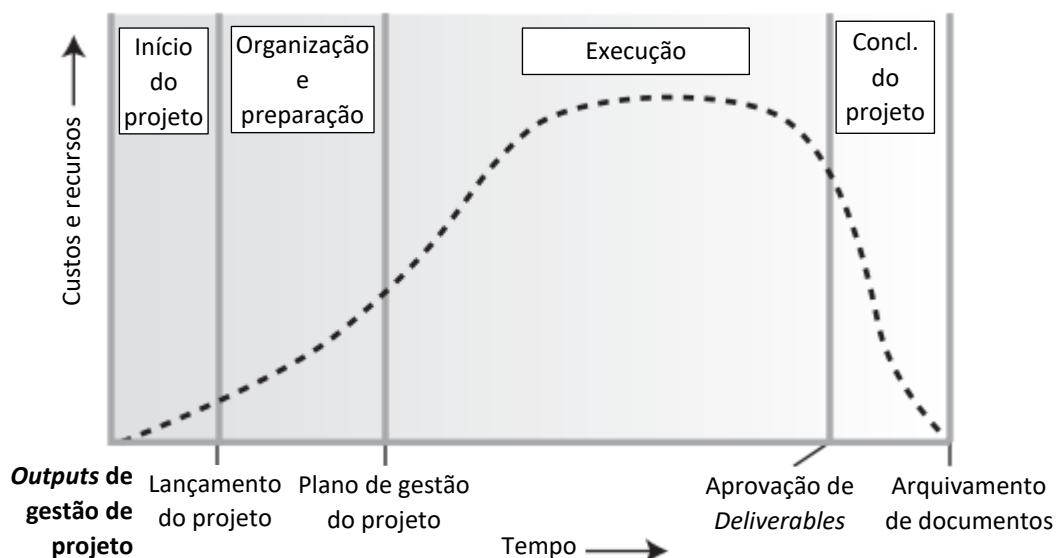 Início
do
projeto
Organização
e
preparação
Execução
Concl.
do
projeto
Custos e recursos
Outputs de
gestão de
projeto
Lançamento
do projeto
Plano de gestão
do projeto
Aprovação de
Deliverables
Arquivamento
de documentos
Tempo